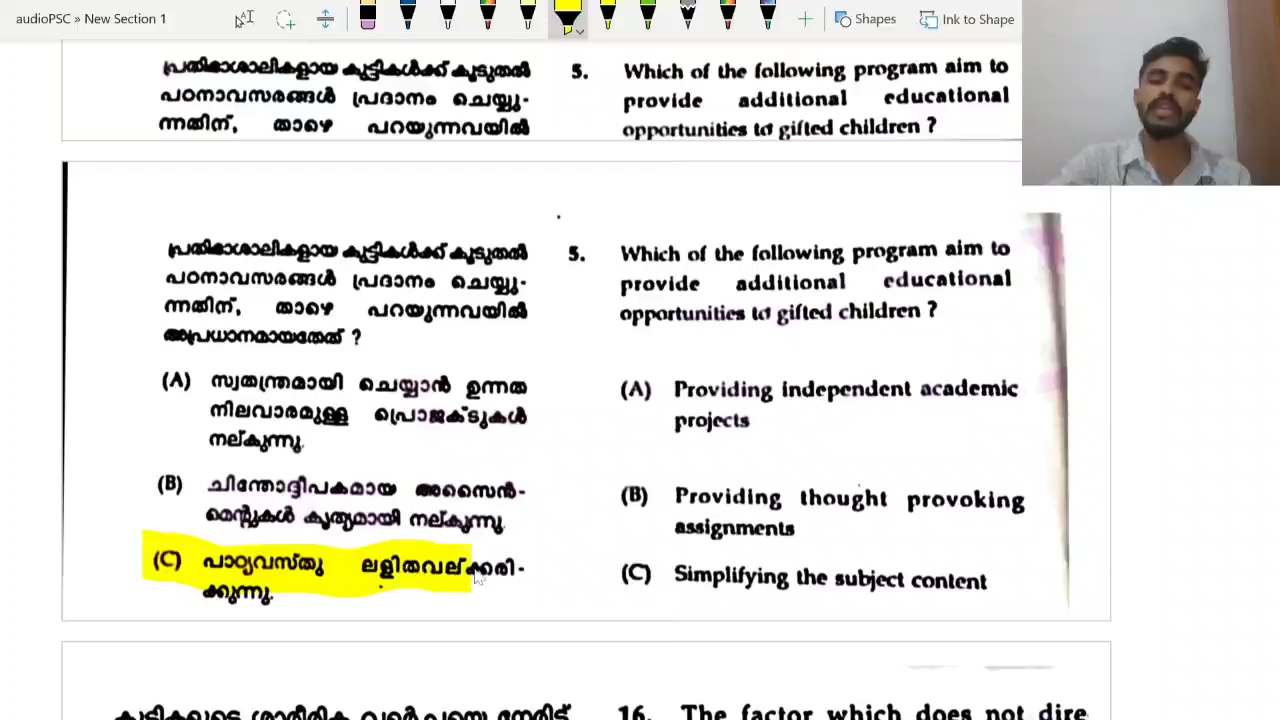 audioPSC » New Section 1
Shapes
Ink to Shape
പ്രതിഭാശാലികളായ കുട്ടികൾക്ക് കൂടുതൽ
പഠനാവസരങ്ങൾ പ്രദാനം ചെയ്യു-
ന്നതിന്, താഴെ പറയുന്നവയിൽ
5. Which of the following program aim to
provide additional educational
opportunities to gifted children ?
പ്രതിഭാശാലികളായ കുട്ടികൾക്ക് കൂടുതൽ
പഠനാവസരങ്ങൾ പ്രദാനം ചെയ്യു-
ന്നതിന്, താഴെ പറയുന്നവയിൽ
അപ്രധാനമായതേത് ?
(A) സ്വതന്ത്രമായി ചെയ്യാൻ ഉന്നത
നിലവാരമുള്ള പ്രൊജക്ടുകൾ
നല്കുന്നു.
(B) ചിന്തോദ്ദീപകമായ അസൈൻ-
മെന്റുകൾ കൃത്യമായി നല്കുന്നു.
(C) പാഠ്യവസ്തു ലളിതവല്ക്കരി-
ക്കുന്നു.
5. Which of the following program aim to
provide additional educational
opportunities to gifted children ?
(A) Providing independent academic
projects
(B) Providing thought provoking
assignments
(C) Simplifying the subject content
കുട്ടികളുടെ ശാരീരിക വളർച്ചയെ നേരിട്ട്
16. The factor which does not dire